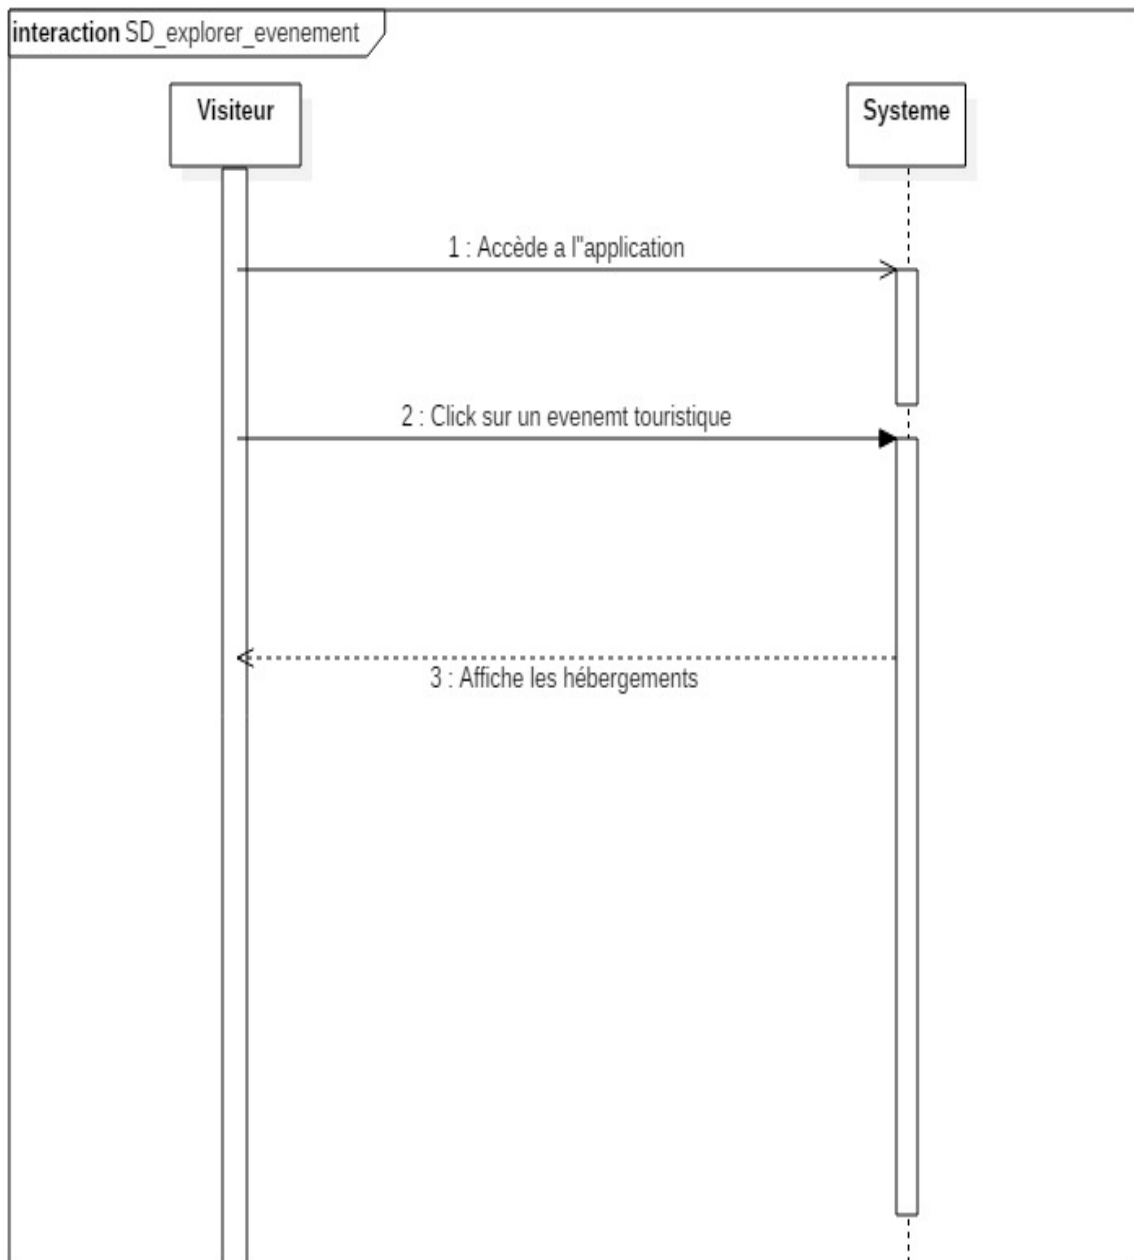 interaction SD_explorer_evenement
Visiteur
Systeme
1 : Accède a l"application
2 : Click sur un evenemt touristique
3 : Affiche les hébergements